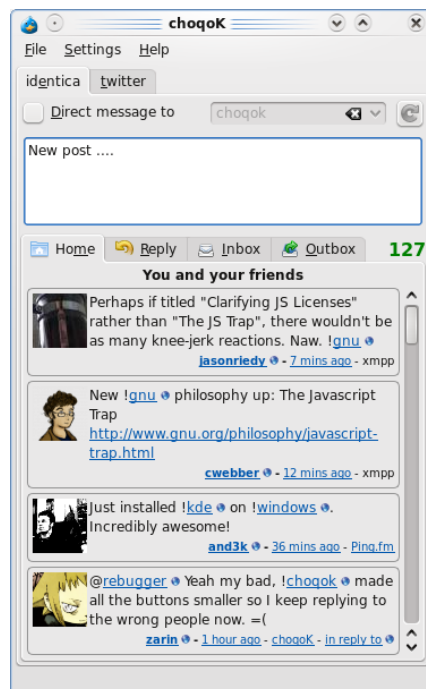 choqoK
File Settings Help
identica twitter
Direct message to choqok
New post ....
Home Reply Inbox Outbox 127
You and your friends
Perhaps if titled "Clarifying JS Licenses"
rather than "The JS Trap", there wouldn't be
as many knee-jerk reactions. Naw. !gnu
jasonriedy - 7 mins ago - xmpp
New !gnu philosophy up: The Javascript
Trap
http://www.gnu.org/philosophy/javascript-
trap.html
cwebber - 12 mins ago - xmpp
Just installed !kde on !windows.
Incredibly awesome!
and3k - 36 mins ago - Ping.fm
@rebugger Yeah my bad, !choqok made
all the buttons smaller so I keep replying to
the wrong people now. =(
zarin - 1 hour ago - choqoK - in reply to